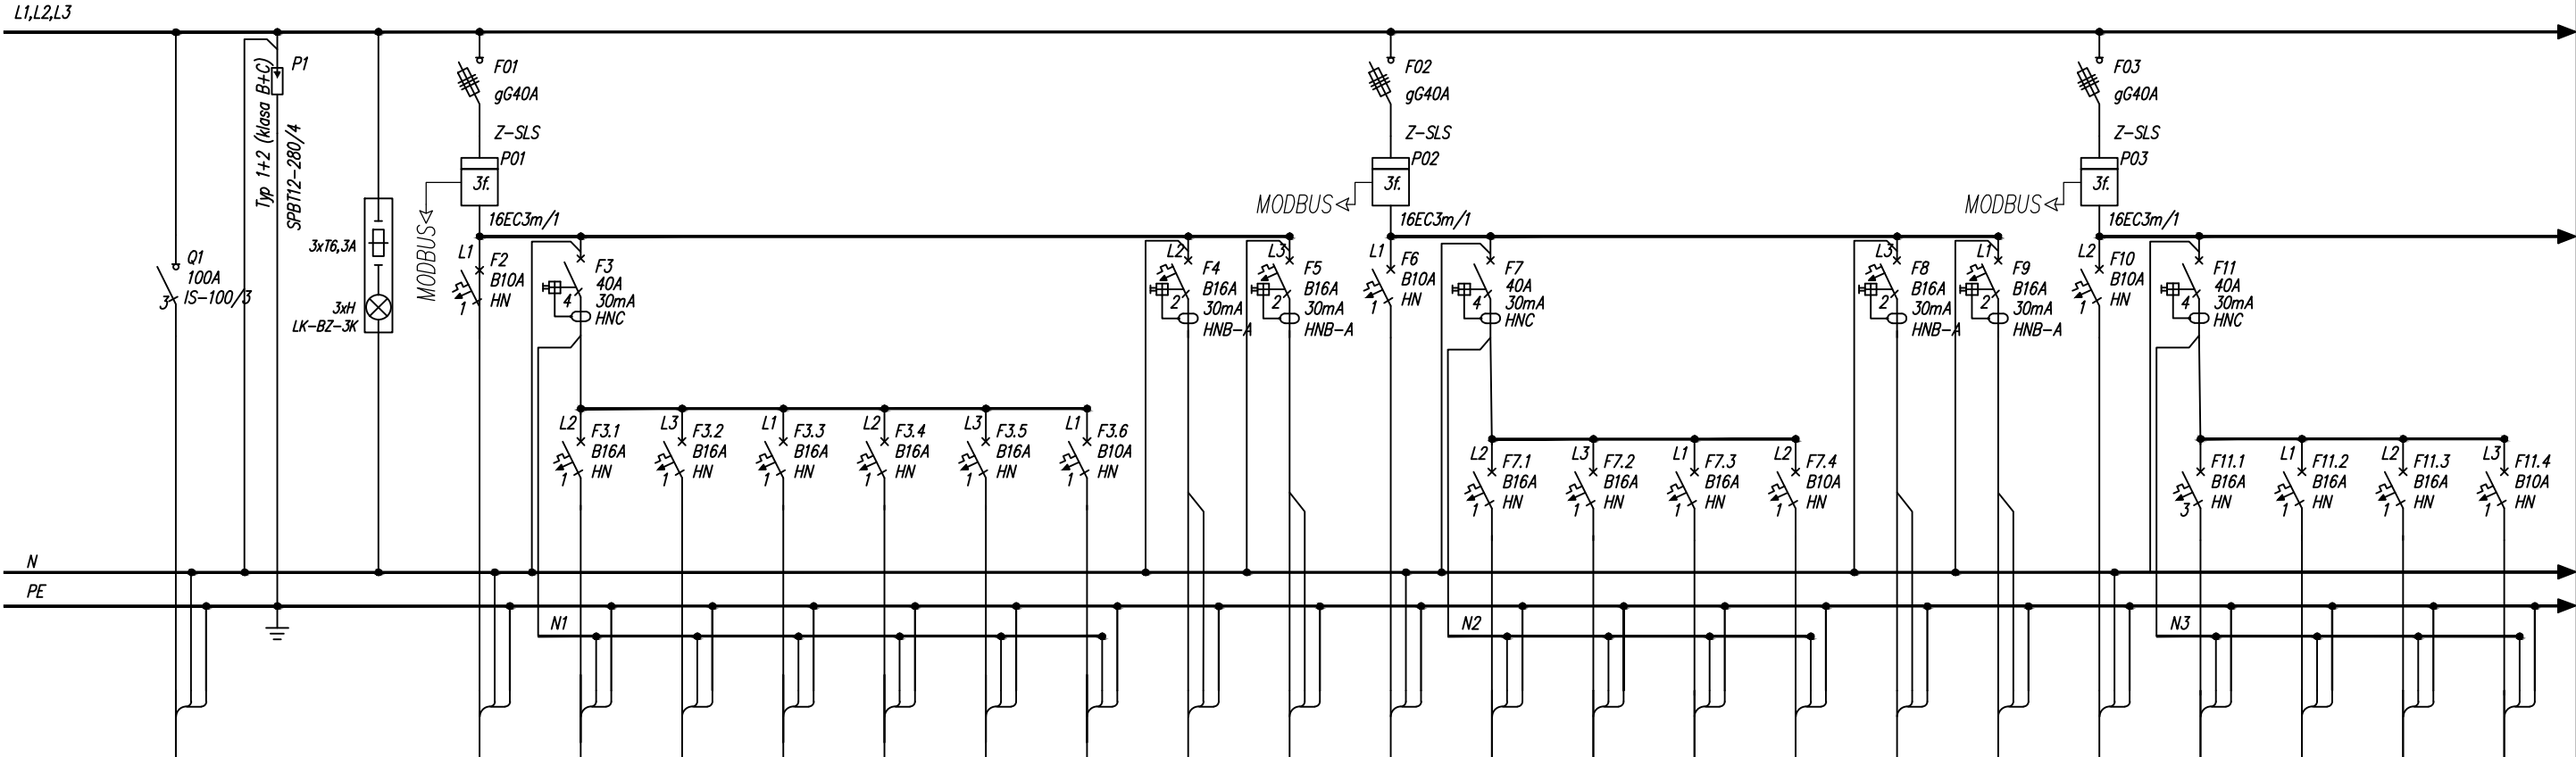 L1,L2,L3
P1
Typ 1+2 (klasa B+C)
SPBT12-280/4
Q1
100A
IS-100/3
3
3xT6,3A
3xH
LK-BZ-3K
F01
gG40A
Z-SLS
P01
3f.
MODBUS
16EC3m/1
L1
F2
B10A
HN
1
F3
40A
30mA
HNC
4
L2
F3.1
B16A
HN
1
L3
F3.2
B16A
HN
1
L1
F3.3
B16A
HN
1
L2
F3.4
B16A
HN
1
L3
F3.5
B16A
HN
1
L1
F3.6
B10A
HN
1
L2
F4
B16A
30mA
HNB-A
2
L3
F5
B16A
30mA
HNB-A
2
F02
gG40A
Z-SLS
P02
3f.
MODBUS
16EC3m/1
L1
F6
B10A
HN
1
F7
40A
30mA
HNC
4
L2
F7.1
B16A
HN
1
L3
F7.2
B16A
HN
1
L1
F7.3
B16A
HN
1
L2
F7.4
B10A
HN
1
L3
F8
B16A
30mA
HNB-A
2
L1
F9
B16A
30mA
HNB-A
2
F03
gG40A
Z-SLS
P03
3f.
MODBUS
16EC3m/1
L2
F10
B10A
HN
1
F11
40A
30mA
HNC
4
F11.1
B16A
HN
3
L1
F11.2
B16A
HN
1
L2
F11.3
B16A
HN
1
L3
F11.4
B10A
HN
1
N
PE
N1
N2
N3